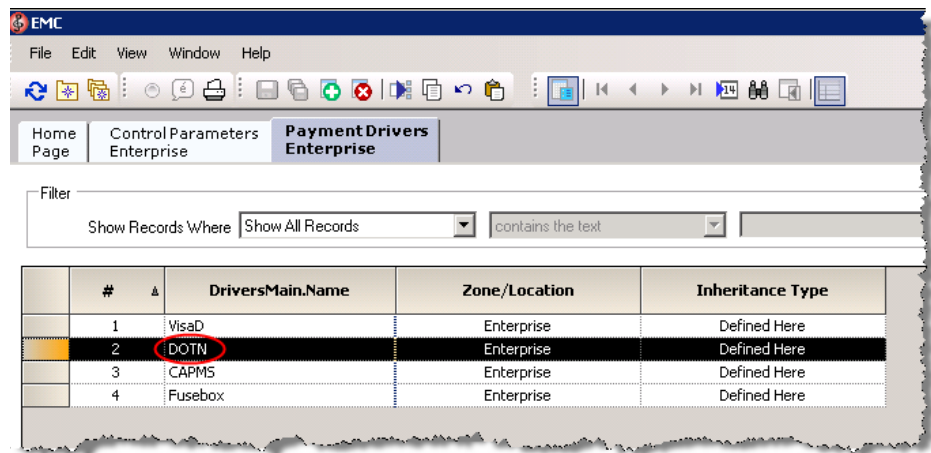 EMC
File Edit View Window Help
14
Home Page Control Parameters Enterprise PaymentDrivers Enterprise
Filter
Show Records Where Show All Records contains the text
# DriversMain.Name Zone/Location Inheritance Type
1 VisaD Enterprise Defined Here
2 DOTN Enterprise Defined Here
3 CAPMS Enterprise Defined Here
4 Fusebox Enterprise Defined Here